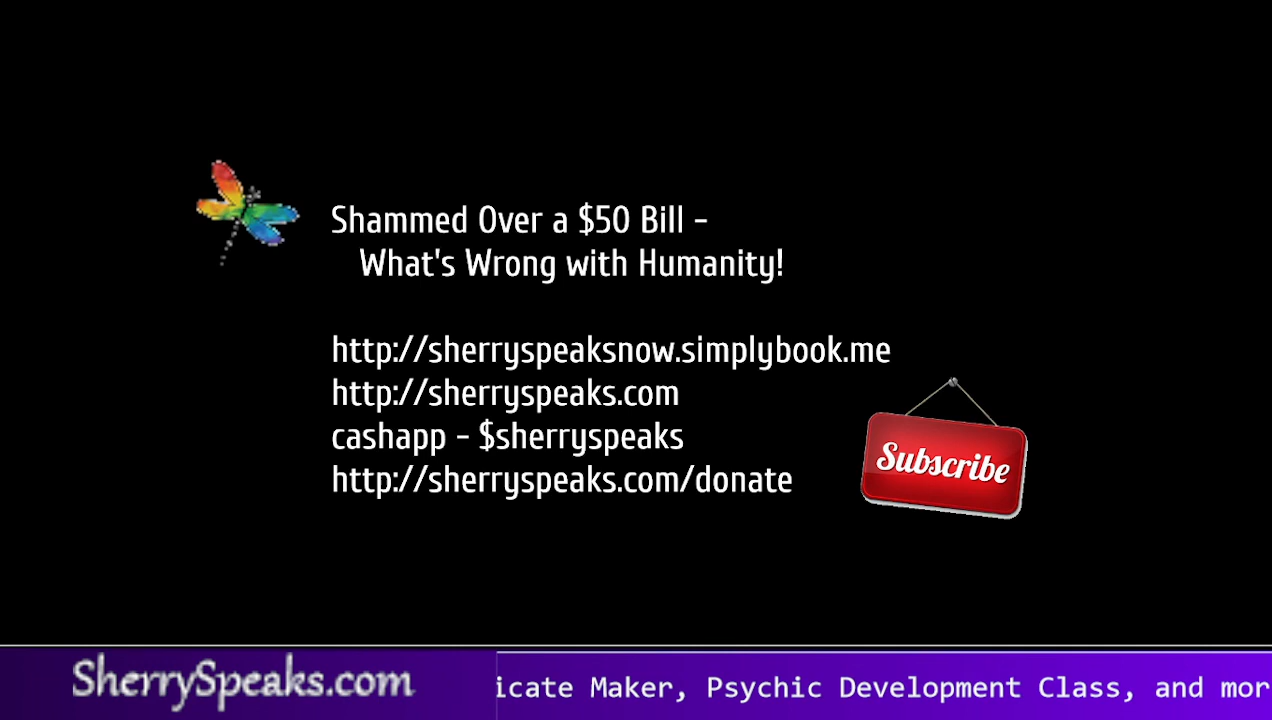 Shammed Over a $50 Bill -
What's Wrong with Humanity!
http://sherryspeaksnow.simplybook.me
http://sherryspeaks.com
cashapp - $sherryspeaks
http://sherryspeaks.com/donate
Subscribe
SherrySpeaks.com
icate Maker, Psychic Development Class, and mor